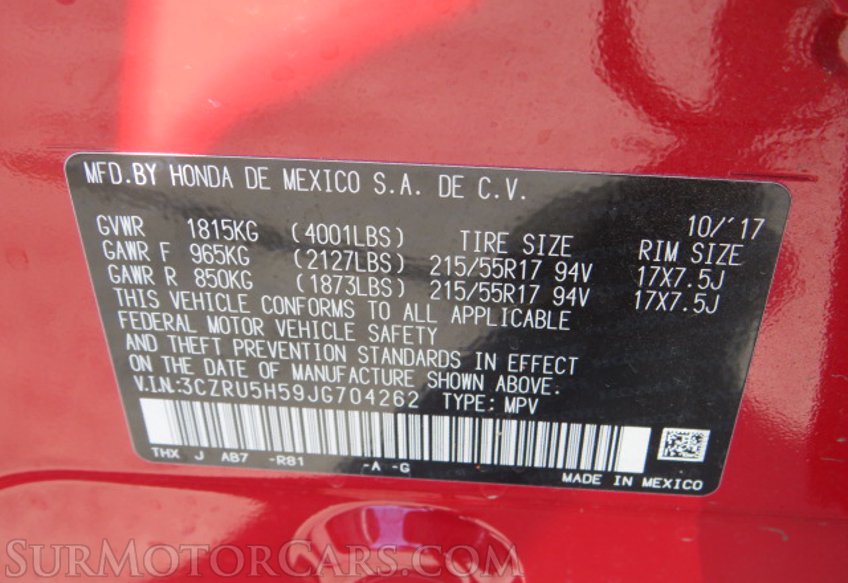 MFD.BY HONDA DE MEXICO S.A. DE C.V.
10/'17
GVWR 1815KG (4001LBS) TIRE SIZE RIM SIZE
GAWR F 965KG (2127LBS) 215/55R17 94V 17X7.5J
GAWR R 850KG (1873LBS) 215/55R17 94V 17X7.5J
THIS VEHICLE CONFORMS TO ALL APPLICABLE
FEDERAL MOTOR VEHICLE SAFETY
AND THEFT PREVENTION STANDARDS IN EFFECT
ON THE DATE OF MANUFACTURE SHOWN ABOVE.
V.I.N:3CZRU5H59JG704262 TYPE: MPV
THX J AB7 -R81 -A -G
MADE IN MEXICO
SurMotorCars.com